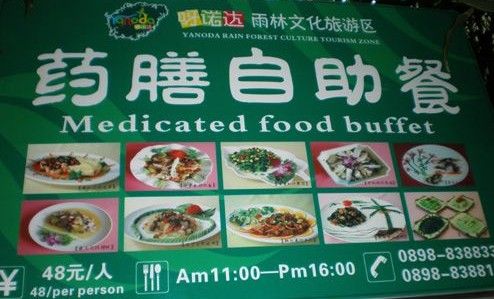 Yanoda 呀诺达 雨林文化旅游区
YANODA RAIN FOREST CULTURE TOURISM ZONE
药膳自助餐
Medicated food buffet
¥ 48元/人 Am11:00—Pm16:00 0898-838833
48/per person 0898-838881